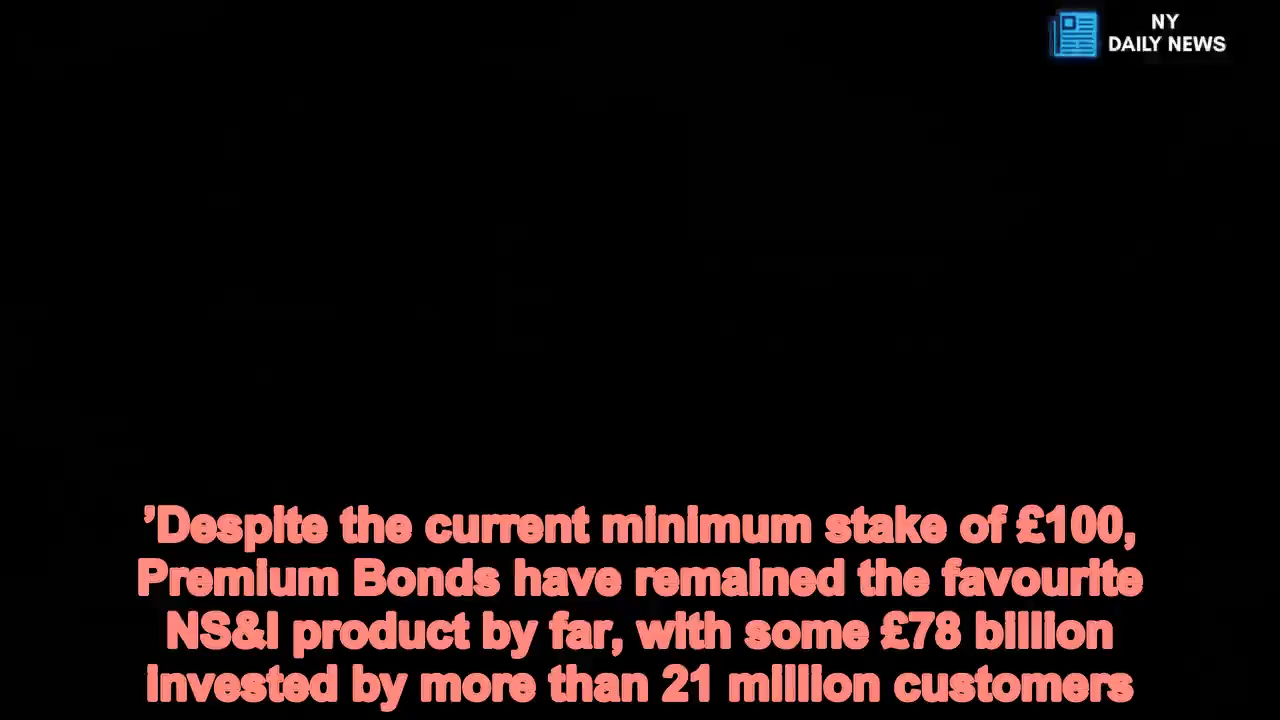 NY
DAILY NEWS
’Despite the current minimum stake of £100,
Premium Bonds have remained the favourite
NS&I product by far, with some £78 billion
invested by more than 21 million customers